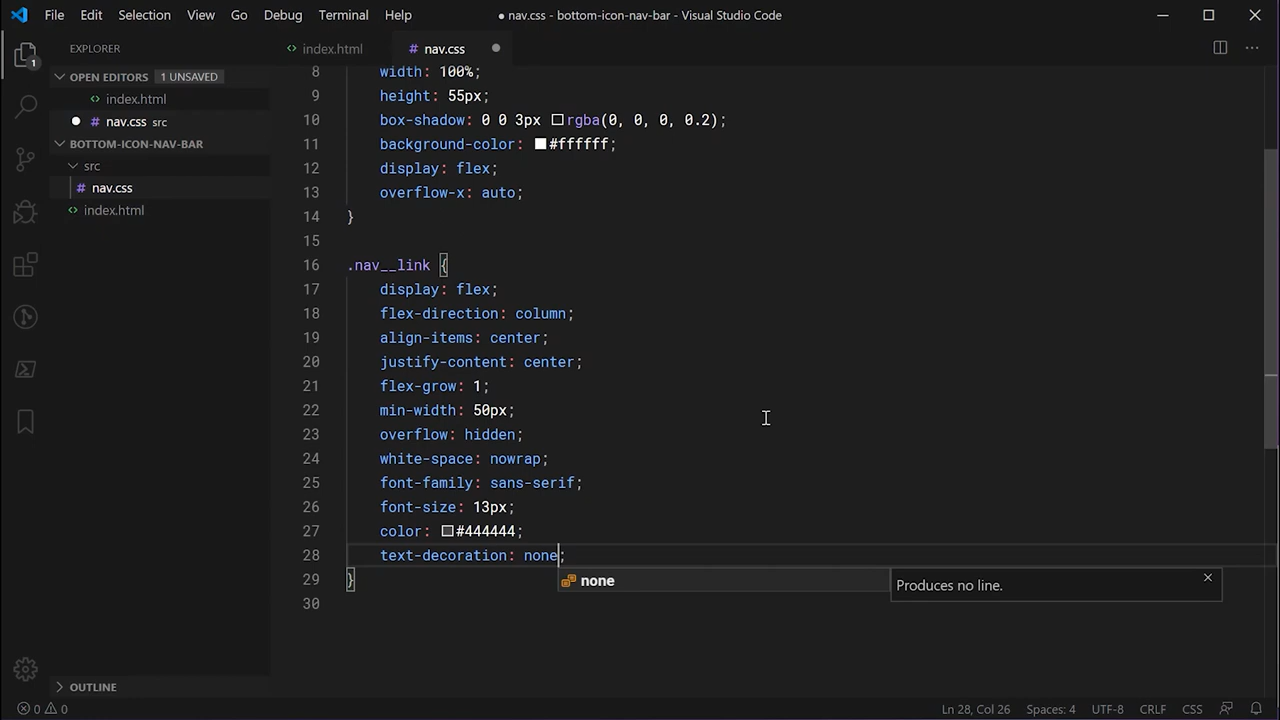 File Edit Selection View Go Debug Terminal Help
● nav.css - bottom-icon-nav-bar - Visual Studio Code
EXPLORER
OPEN EDITORS 1 UNSAVED
index.html
nav.css src
BOTTOM-ICON-NAV-BAR
src
nav.css
index.html
OUTLINE
1
index.html
nav.css
8 width: 100%;
9 height: 55px;
10 box-shadow: 0 0 3px rgba(0, 0, 0, 0.2);
11 background-color: #ffffff;
12 display: flex;
13 overflow-x: auto;
14 }
15
16 .nav__link {
17 display: flex;
18 flex-direction: column;
19 align-items: center;
20 justify-content: center;
21 flex-grow: 1;
22 min-width: 50px;
23 overflow: hidden;
24 white-space: nowrap;
25 font-family: sans-serif;
26 font-size: 13px;
27 color: #444444;
28 text-decoration: none;
29 }
30
none
Produces no line.
0 0
Ln 28, Col 26 Spaces: 4 UTF-8 CRLF CSS